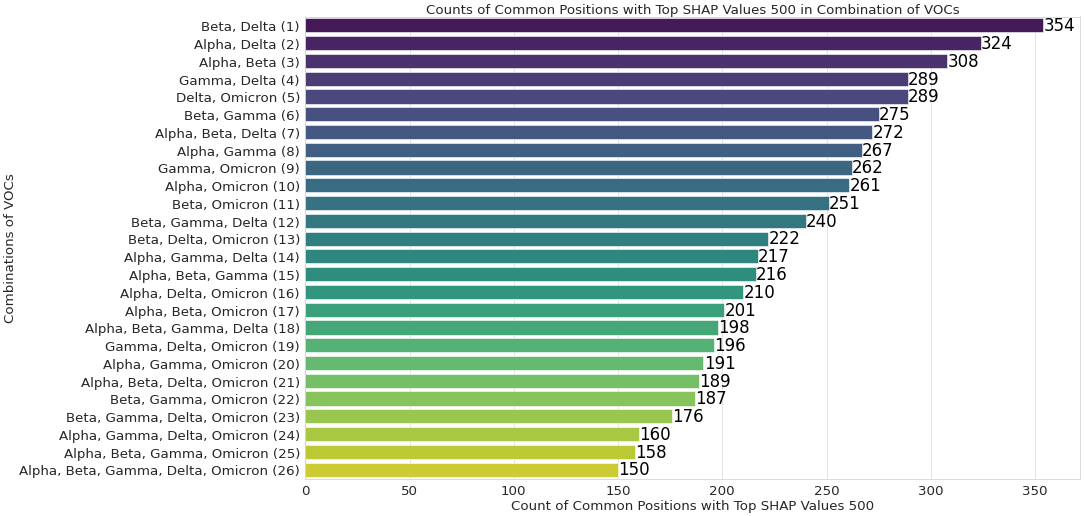 Counts of Common Positions with Top SHAP Values 500 in Combination of VOCs
Combinations of VOCs
Beta, Delta (1) 354
Alpha, Delta (2) 324
Alpha, Beta (3) 308
Gamma, Delta (4) 289
Delta, Omicron (5) 289
Beta, Gamma (6) 275
Alpha, Beta, Delta (7) 272
Alpha, Gamma (8) 267
Gamma, Omicron (9) 262
Alpha, Omicron (10) 261
Beta, Omicron (11) 251
Beta, Gamma, Delta (12) 240
Beta, Delta, Omicron (13) 222
Alpha, Gamma, Delta (14) 217
Alpha, Beta, Gamma (15) 216
Alpha, Delta, Omicron (16) 210
Alpha, Beta, Omicron (17) 201
Alpha, Beta, Gamma, Delta (18) 198
Gamma, Delta, Omicron (19) 196
Alpha, Gamma, Omicron (20) 191
Alpha, Beta, Delta, Omicron (21) 189
Beta, Gamma, Omicron (22) 187
Beta, Gamma, Delta, Omicron (23) 176
Alpha, Gamma, Delta, Omicron (24) 160
Alpha, Beta, Gamma, Omicron (25) 158
Alpha, Beta, Gamma, Delta, Omicron (26) 150
0 50 100 150 200 250 300 350
Count of Common Positions with Top SHAP Values 500